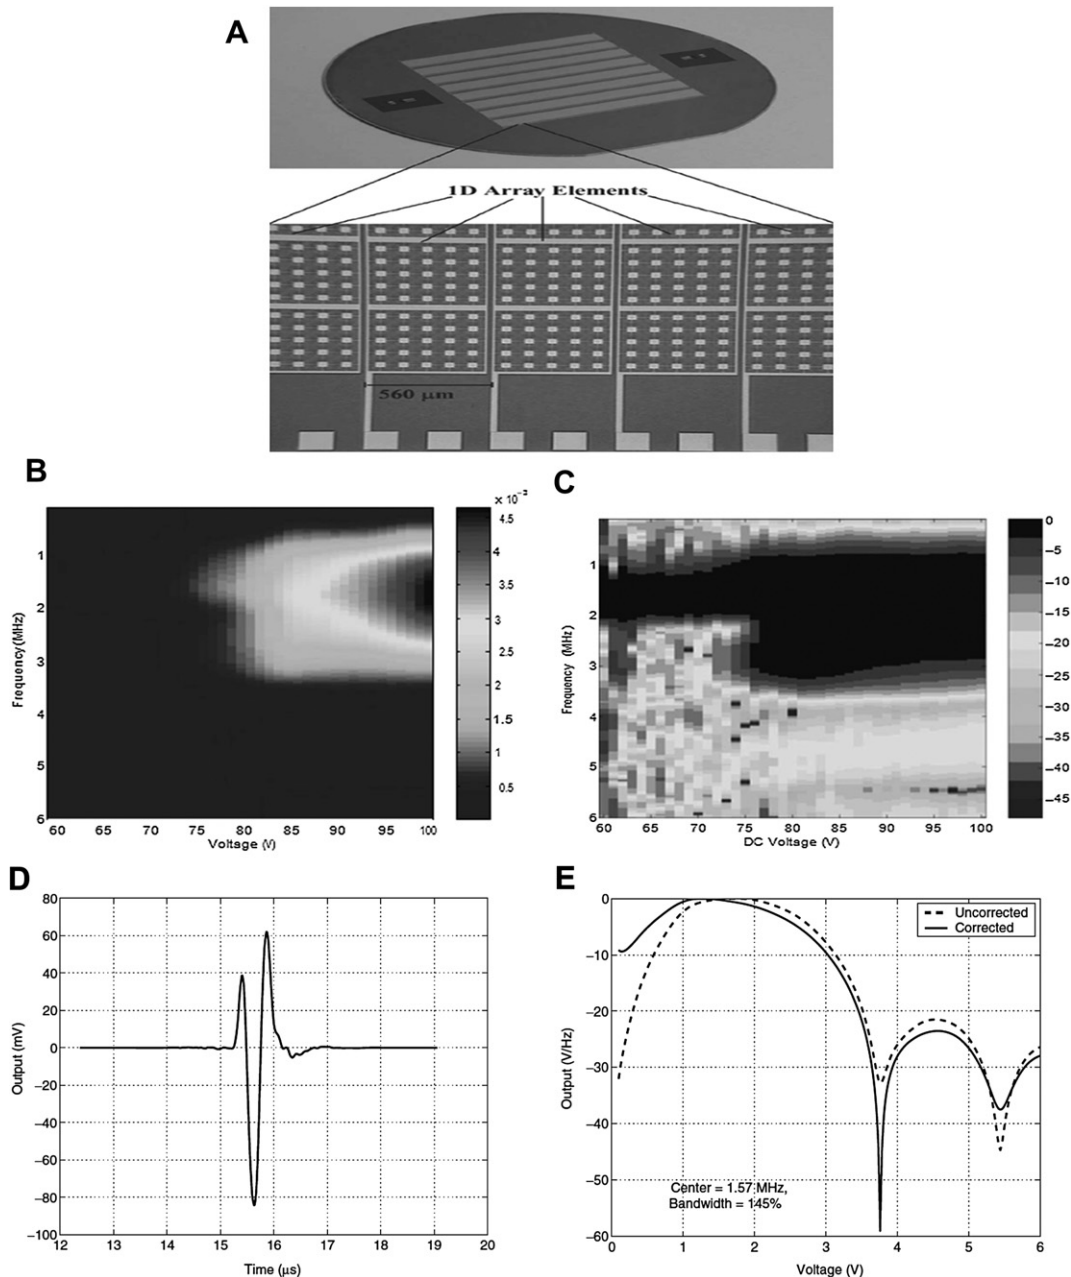 A
1D Array Elements
560 µm
B
× 10⁻³
4.5
4
3.5
3
2.5
2
1.5
1
0.5
1
2
3
4
5
6
Frequency(MHz)
60 65 70 75 80 85 90 95 100
Voltage (V)
C
0
−5
−10
−15
−20
−25
−30
−35
−40
−45
1
2
3
4
5
6
Frequency (MHz)
60 65 70 75 80 85 90 95 100
DC Voltage (V)
D
80
60
40
20
0
−20
−40
−60
−80
−100
Output (mV)
12 13 14 15 16 17 18 19 20
Time (µs)
E
0
−10
−20
−30
−40
−50
−60
Output (V/Hz)
Uncorrected
Corrected
Center = 1.57 MHz,
Bandwidth = 145%
0 1 2 3 4 5 6
Voltage (V)